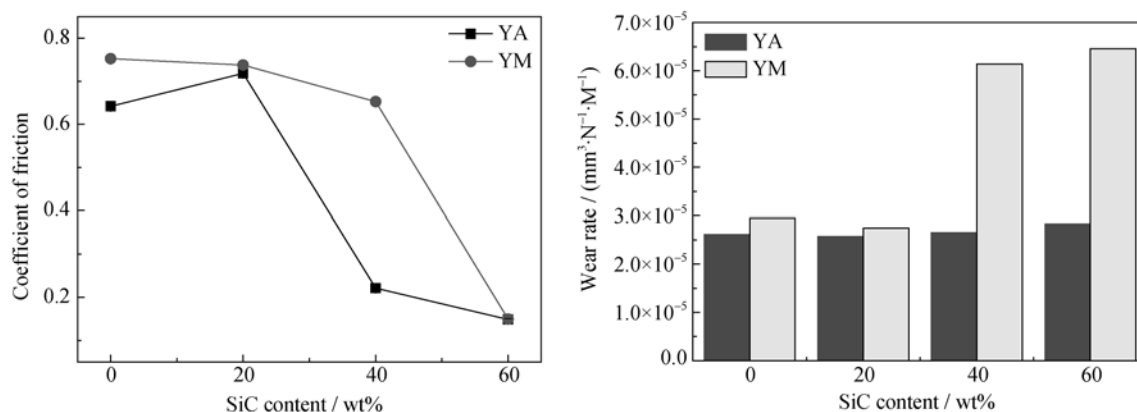 0.8
0.6
0.4
0.2
Coefficient of friction
YA
YM
0 20 40 60
SiC content / wt%
7.0×10⁻⁵
6.0×10⁻⁵
5.0×10⁻⁵
4.0×10⁻⁵
3.0×10⁻⁵
2.0×10⁻⁵
1.0×10⁻⁵
0.0
Wear rate / (mm³·N⁻¹·M⁻¹)
YA
YM
0 20 40 60
SiC content / wt%